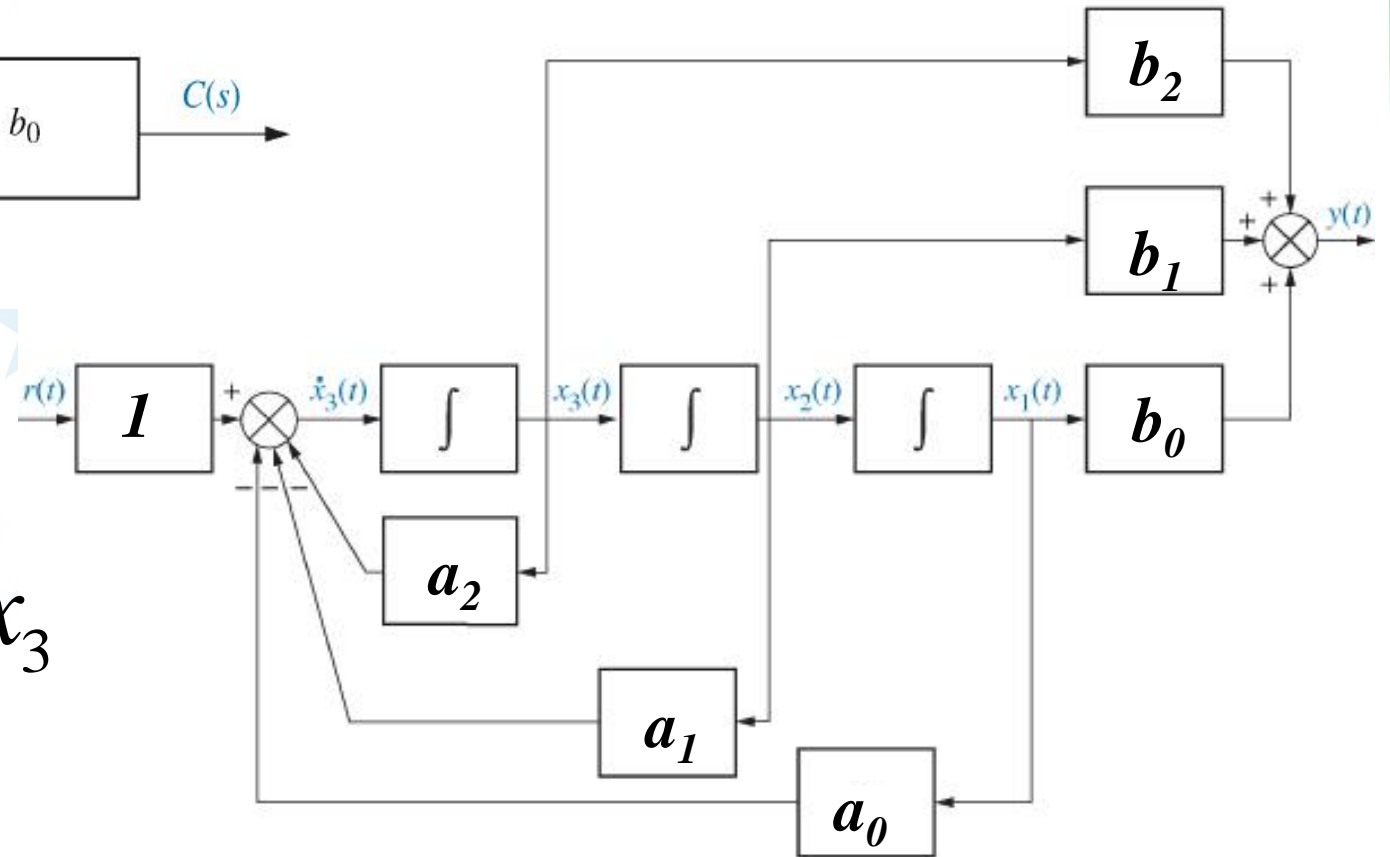 b₂
C(s)
b₀
y(t)
+
+
+
b₁
r(t)
1
+
ẋ₃(t)
∫
x₃(t)
∫
x₂(t)
∫
x₁(t)
b₀
− − −
a₂
x₃
a₁
a₀